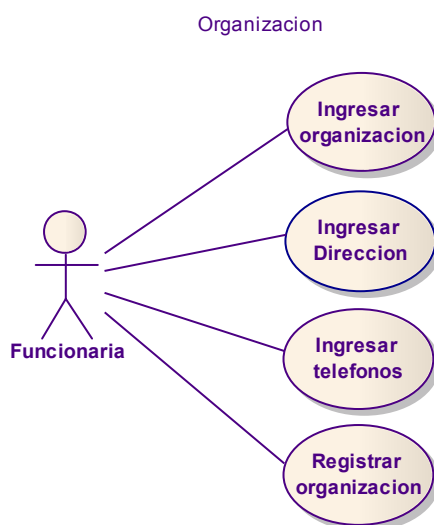 Organizacion
Ingresar
organizacion
Ingresar
Direccion
Funcionaria
Ingresar
telefonos
Registrar
organizacion